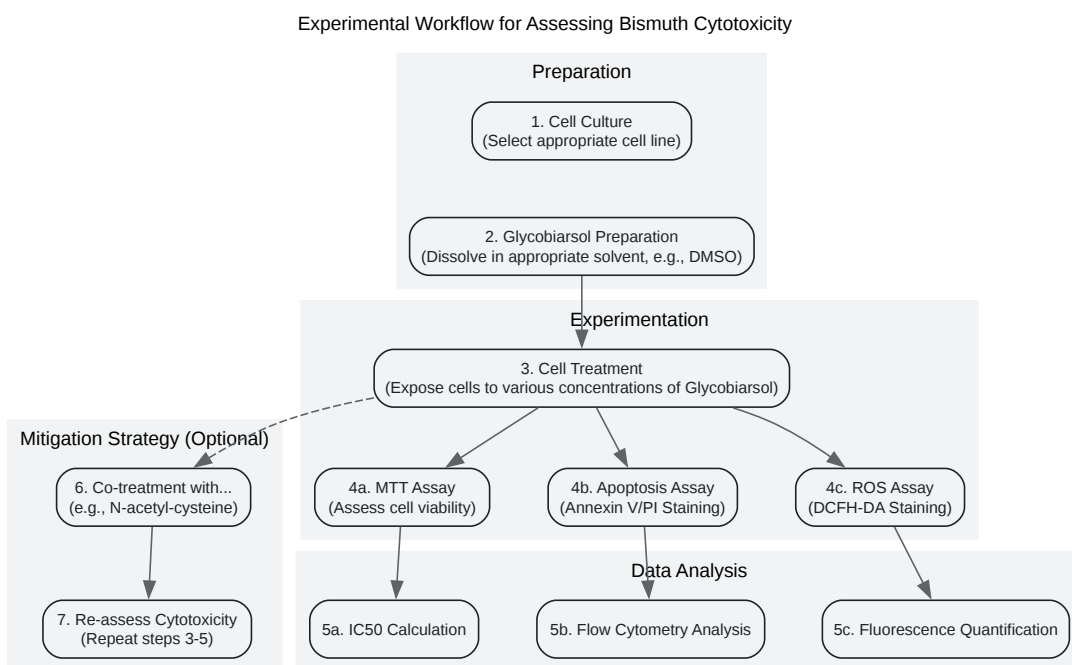 Experimental Workflow for Assessing Bismuth Cytotoxicity
Preparation
1. Cell Culture
(Select appropriate cell line)
2. Glycobiarsol Preparation
(Dissolve in appropriate solvent, e.g., DMSO)
Experimentation
3. Cell Treatment
(Expose cells to various concentrations of Glycobiarsol)
Mitigation Strategy (Optional)
6. Co-treatment with...
(e.g., N-acetyl-cysteine)
4a. MTT Assay
(Assess cell viability)
4b. Apoptosis Assay
(Annexin V/PI Staining)
4c. ROS Assay
(DCFH-DA Staining)
Data Analysis
7. Re-assess Cytotoxicity
(Repeat steps 3-5)
5a. IC50 Calculation
5b. Flow Cytometry Analysis
5c. Fluorescence Quantification